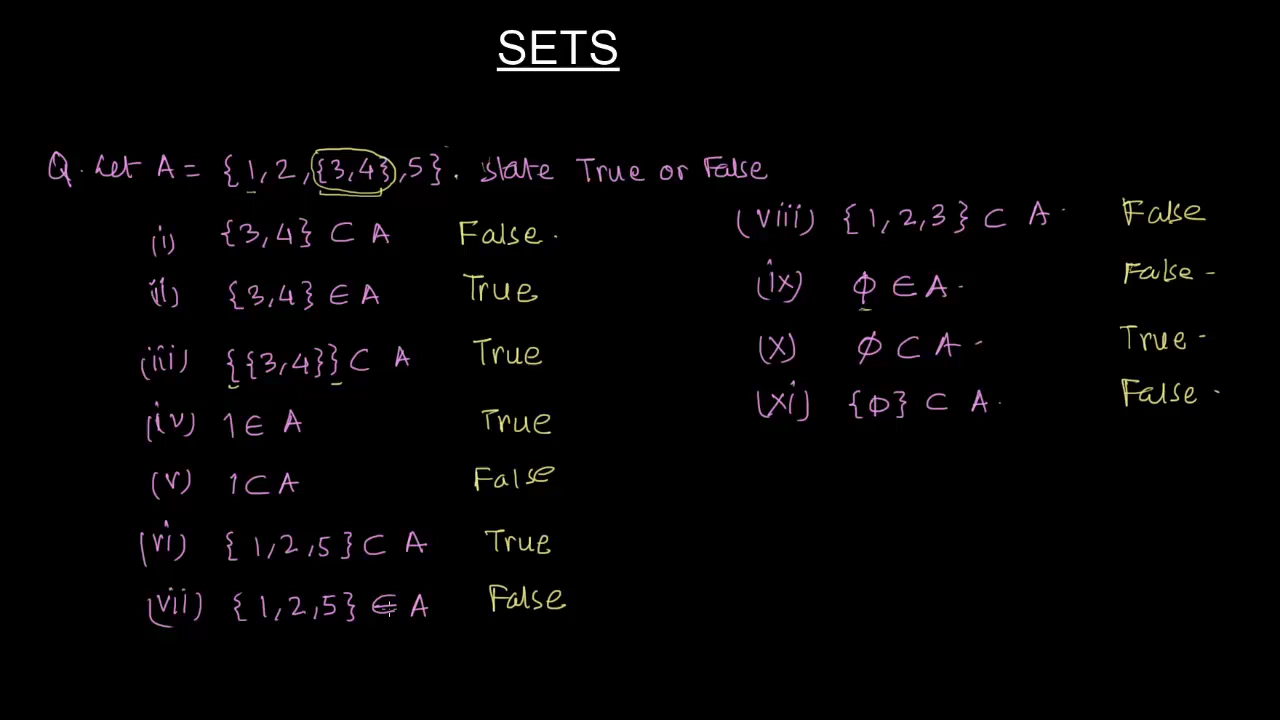 SETS
Q. Let A = {1,2,{3,4},5}. State True or False
(i) {3,4} ⊂ A False.
(ii) {3,4} ∈ A True
(iii) {{3,4}} ⊂ A True
(iv) 1 ∈ A True
(v) 1 ⊂ A False
(vi) {1,2,5} ⊂ A True
(vii) {1,2,5} ∈ A False
(viii) {1,2,3} ⊂ A. False
(ix) ϕ ∈ A. False -
(x) ϕ ⊂ A - True -
(xi) {ϕ} ⊂ A. False -